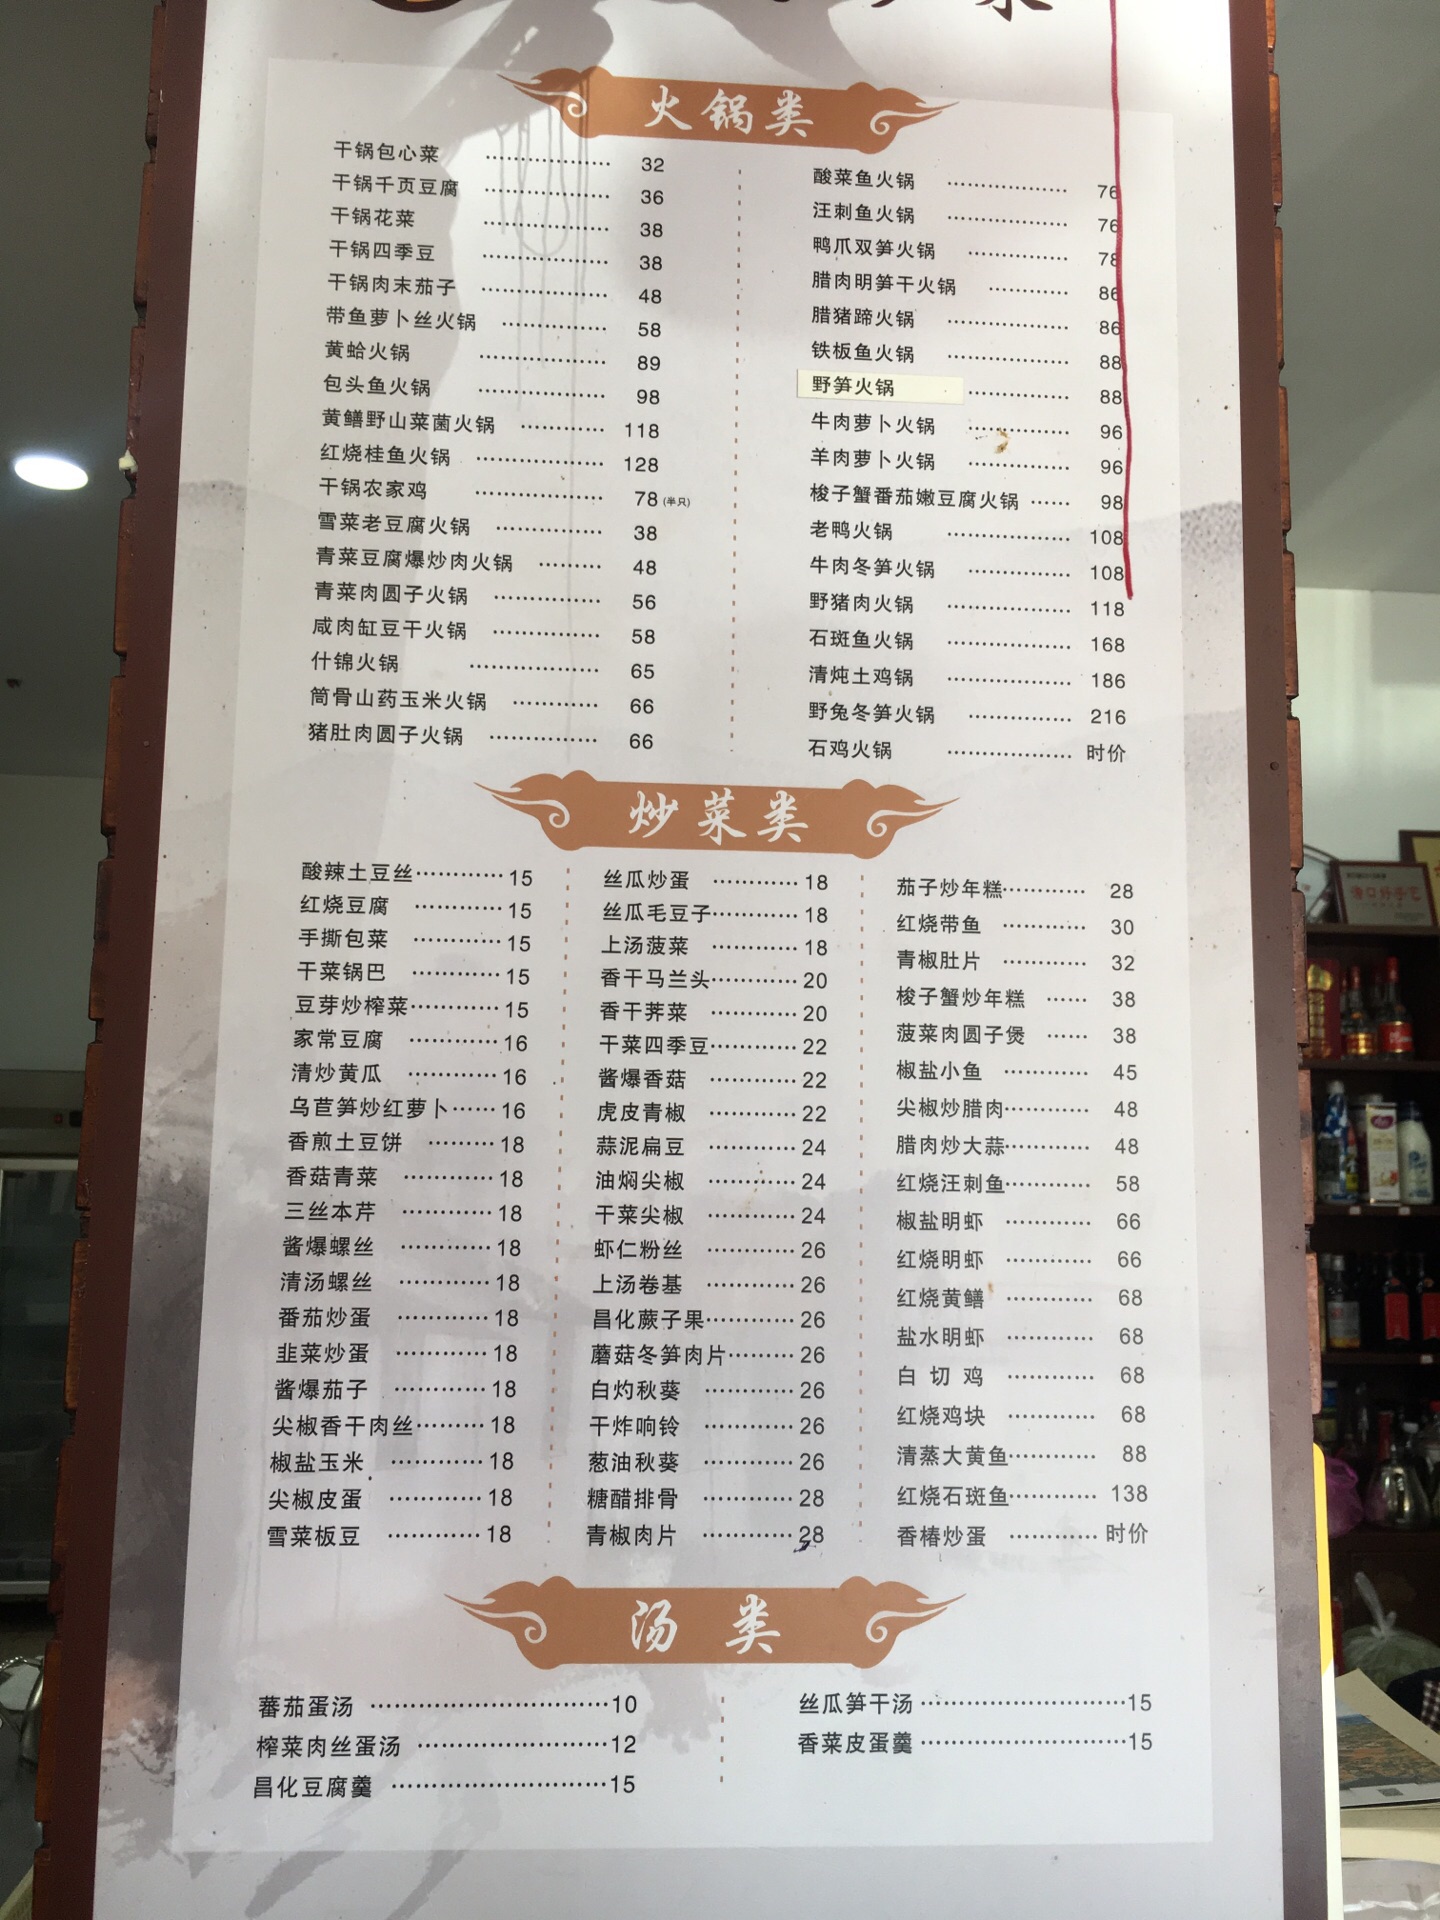 火锅类
干锅包心菜 ………………… 32
干锅千页豆腐 ………………… 36
干锅花菜 ………………… 38
干锅四季豆 ………………… 38
干锅肉末茄子 ………………… 48
带鱼萝卜丝火锅 ……………… 58
黄蛤火锅 ………………… 89
包头鱼火锅 ………………… 98
黄鳝野山菜菌火锅 ………… 118
红烧桂鱼火锅 ………………… 128
干锅农家鸡 ………………… 78 (半只)
雪菜老豆腐火锅 ……………… 38
青菜豆腐爆炒肉火锅 ……… 48
青菜肉圆子火锅 ……………… 56
咸肉缸豆干火锅 ……………… 58
什锦火锅 ………………… 65
筒骨山药玉米火锅 ………… 66
猪肚肉圆子火锅 ……………… 66
酸菜鱼火锅 ………………… 76
汪刺鱼火锅 ………………… 76
鸭爪双笋火锅 ……………… 78
腊肉明笋干火锅 ………… 86
腊猪蹄火锅 ………………… 86
铁板鱼火锅 ………………… 88
野笋火锅 ……………… 88
牛肉萝卜火锅 ……………… 96
羊肉萝卜火锅 ……………… 96
梭子蟹番茄嫩豆腐火锅 …… 98
老鸭火锅 ………………… 108
牛肉冬笋火锅 ……………… 108
野猪肉火锅 ………………… 118
石斑鱼火锅 ………………… 168
清炖土鸡锅 ………………… 186
野兔冬笋火锅 ……………… 216
石鸡火锅 ………………… 时价
炒菜类
酸辣土豆丝………… 15
红烧豆腐 ………… 15
手撕包菜 ………… 15
干菜锅巴 ………… 15
豆芽炒榨菜………… 15
家常豆腐 ………… 16
清炒黄瓜 ………… 16
乌苣笋炒红萝卜…… 16
香煎土豆饼 ……… 18
香菇青菜 ………… 18
三丝本芹 ………… 18
酱爆螺丝 ………… 18
清汤螺丝 ………… 18
番茄炒蛋 ………… 18
韭菜炒蛋 ………… 18
酱爆茄子 ………… 18
尖椒香干肉丝……… 18
椒盐玉米 ………… 18
尖椒皮蛋 ………… 18
雪菜板豆 ………… 18
丝瓜炒蛋 ………… 18
丝瓜毛豆子………… 18
上汤菠菜 ………… 18
香干马兰头………… 20
香干荠菜 ………… 20
干菜四季豆………… 22
酱爆香菇 ………… 22
虎皮青椒 ………… 22
蒜泥扁豆 ………… 24
油焖尖椒 ………… 24
干菜尖椒 ………… 24
虾仁粉丝 ………… 26
上汤卷基 ………… 26
昌化蕨子果………… 26
蘑菇冬笋肉片……… 26
白灼秋葵 ………… 26
干炸响铃 ………… 26
葱油秋葵 ………… 26
糖醋排骨 ………… 28
青椒肉片 ………… 28
茄子炒年糕………… 28
红烧带鱼 ………… 30
青椒肚片 ………… 32
梭子蟹炒年糕 …… 38
菠菜肉圆子煲 …… 38
椒盐小鱼 ………… 45
尖椒炒腊肉………… 48
腊肉炒大蒜………… 48
红烧汪刺鱼………… 58
椒盐明虾 ………… 66
红烧明虾 ………… 66
红烧黄鳝 ………… 68
盐水明虾 ………… 68
白 切 鸡 ………… 68
红烧鸡块 ………… 68
清蒸大黄鱼………… 88
红烧石斑鱼………… 138
香椿炒蛋 ………… 时价
汤 类
蕃茄蛋汤 ……………………………10
榨菜肉丝蛋汤 ………………………12
昌化豆腐羹 …………………………15
丝瓜笋干汤 …………………………15
香菜皮蛋羹 …………………………15